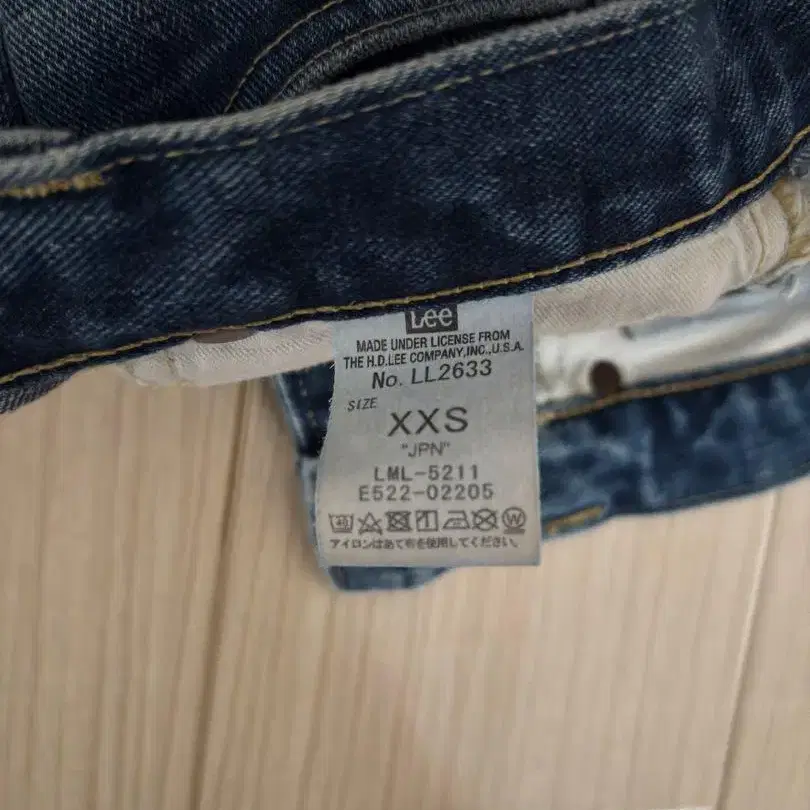 Lee
MADE UNDER LICENSE FROM
THE H.D.LEE COMPANY,INC.,U.S.A.
No. LL2633
SIZE
XXS
"JPN"
LML-5211
E522-02205
アイロンはあて布を使用してください。